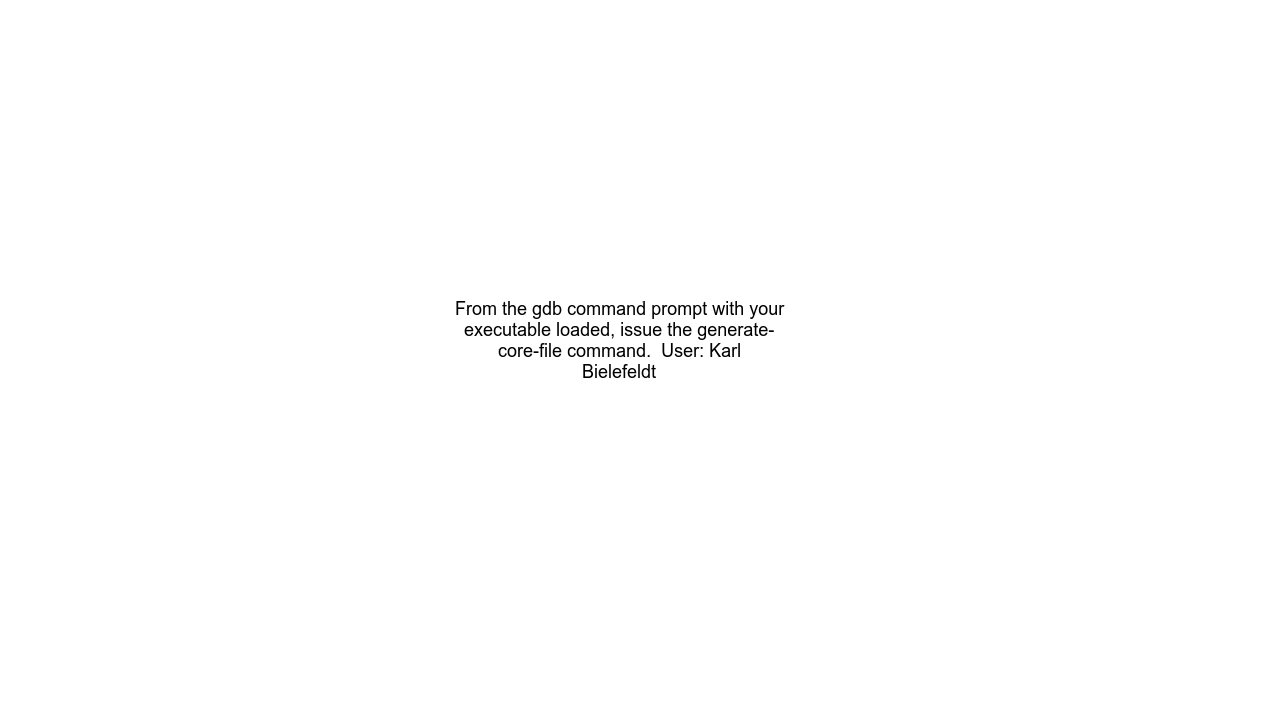 From the gdb command prompt with your
executable loaded, issue the generate-
core-file command.  User: Karl
Bielefeldt